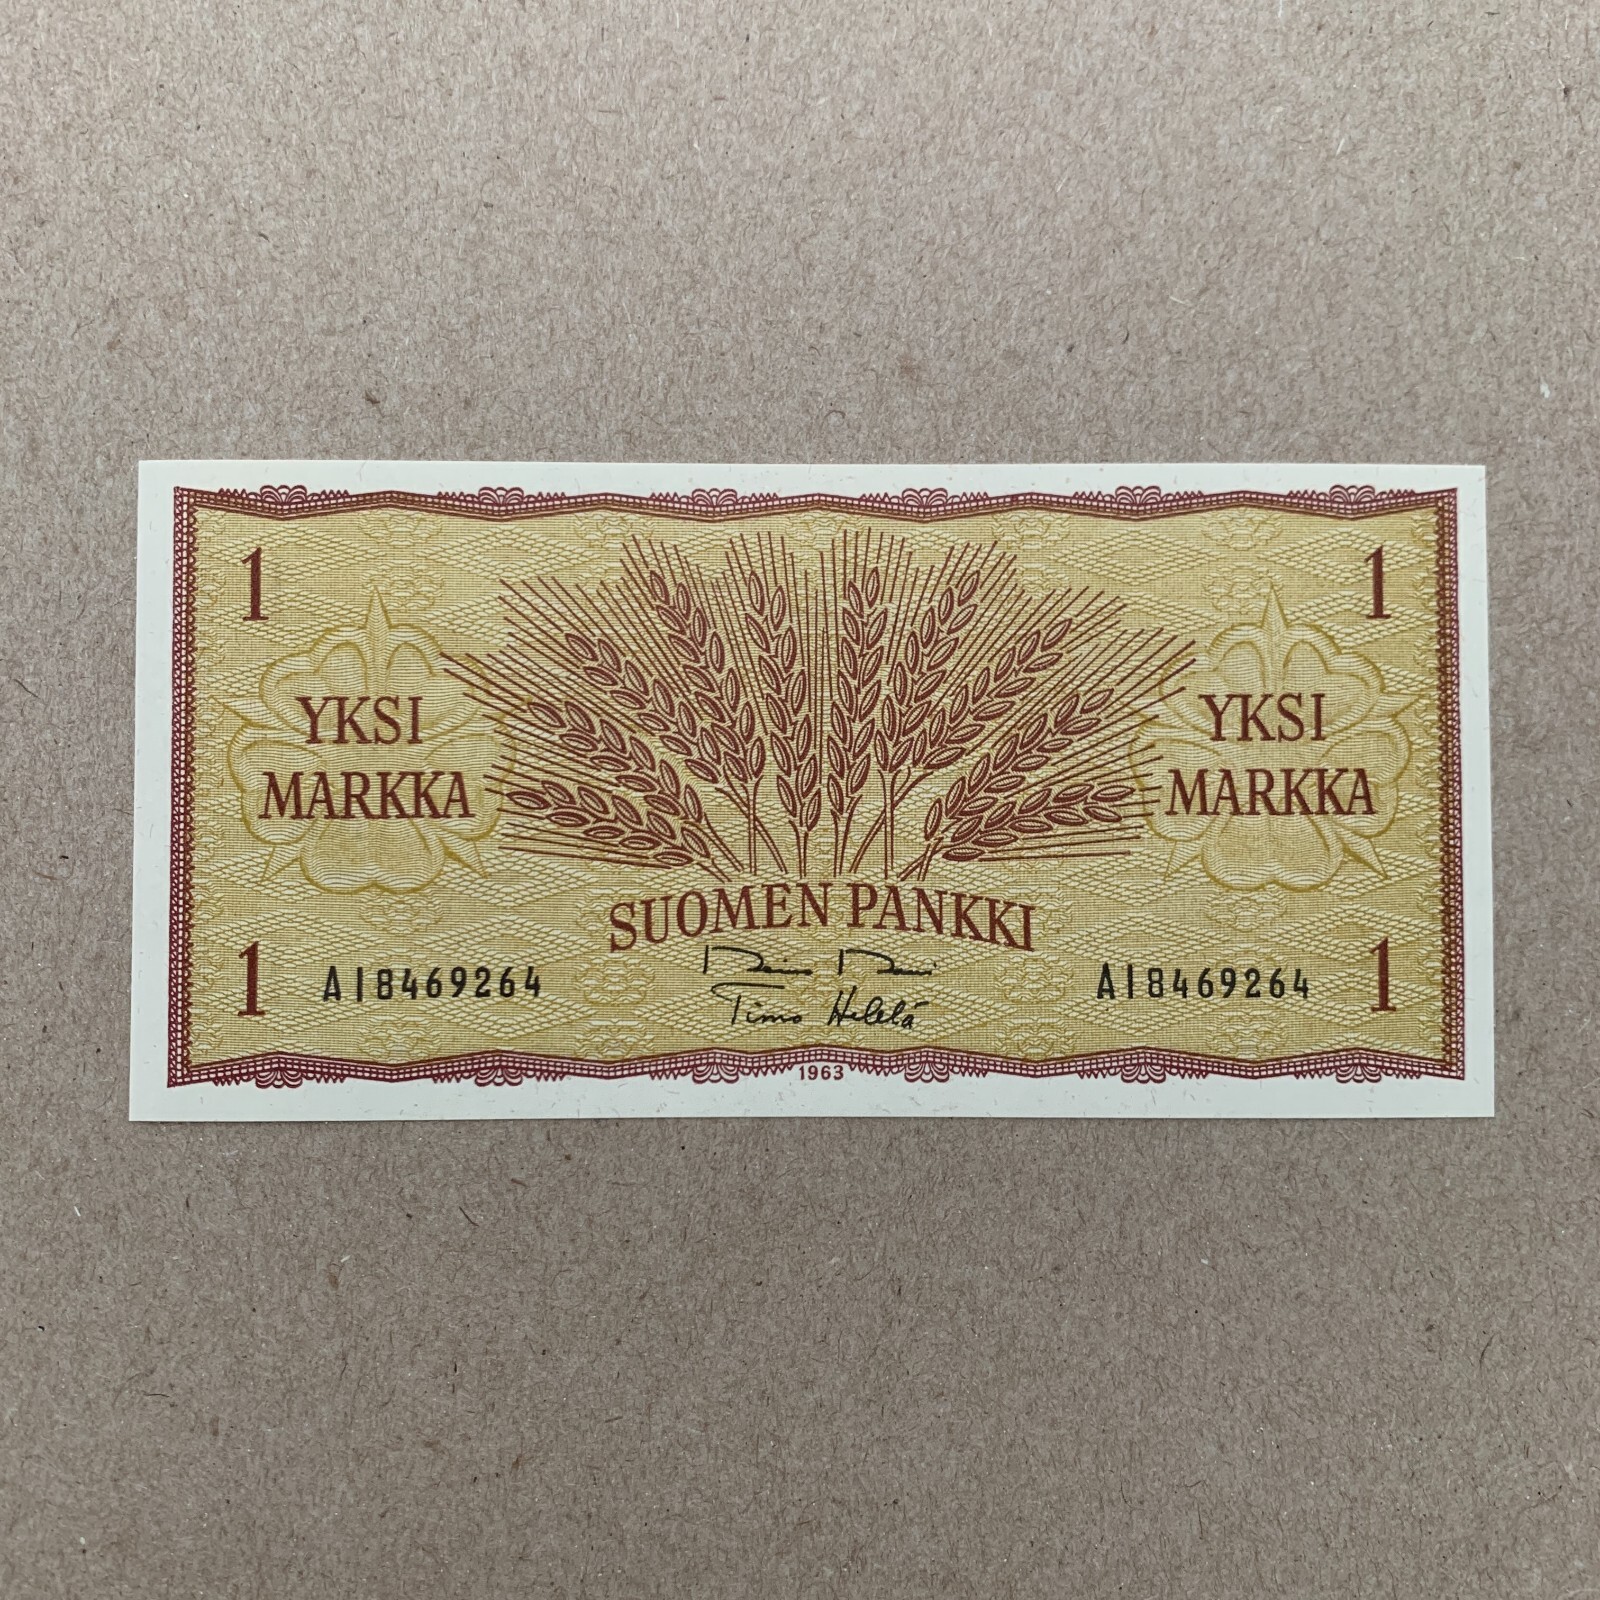 1 1
YKSI MARKKA
YKSI MARKKA
SUOMEN PANKKI
1 A18469264
Timo Helelä
A18469264 1
1963